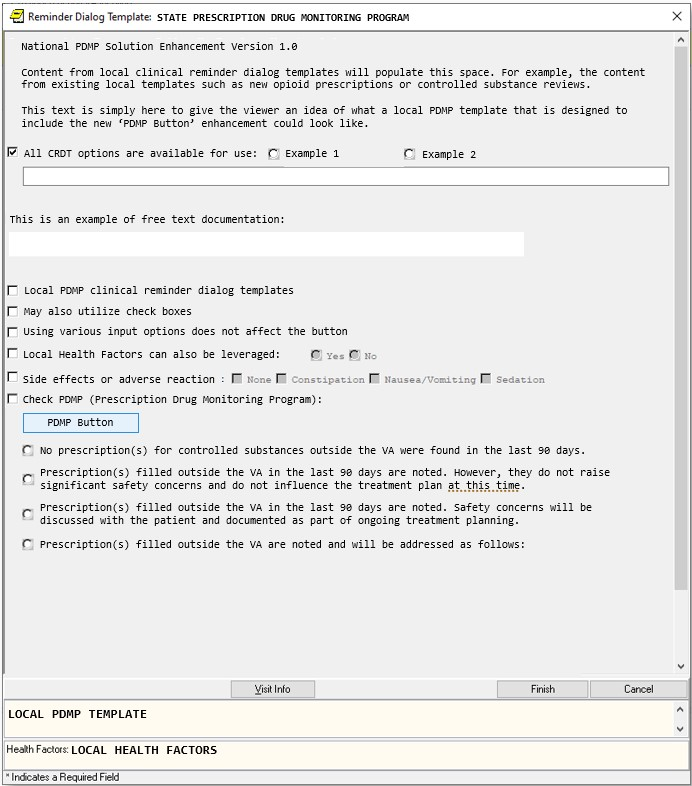 Reminder Dialog Template: STATE PRESCRIPTION DRUG MONITORING PROGRAM
National PDMP Solution Enhancement Version 1.0
Content from local clinical reminder dialog templates will populate this space. For example, the content
from existing local templates such as new opioid prescriptions or controlled substance reviews.
This text is simply here to give the viewer an idea of what a local PDMP template that is designed to
include the new ‘PDMP Button’ enhancement could look like.
All CRDT options are available for use: Example 1 Example 2
This is an example of free text documentation:
Local PDMP clinical reminder dialog templates
May also utilize check boxes
Using various input options does not affect the button
Local Health Factors can also be leveraged: Yes No
Side effects or adverse reaction : None Constipation Nausea/Vomiting Sedation
Check PDMP (Prescription Drug Monitoring Program):
PDMP Button
No prescription(s) for controlled substances outside the VA were found in the last 90 days.
Prescription(s) filled outside the VA in the last 90 days are noted. However, they do not raise
significant safety concerns and do not influence the treatment plan at this time.
Prescription(s) filled outside the VA in the last 90 days are noted. Safety concerns will be
discussed with the patient and documented as part of ongoing treatment planning.
Prescription(s) filled outside the VA are noted and will be addressed as follows:
Visit Info Finish Cancel
LOCAL PDMP TEMPLATE
Health Factors: LOCAL HEALTH FACTORS
* Indicates a Required Field